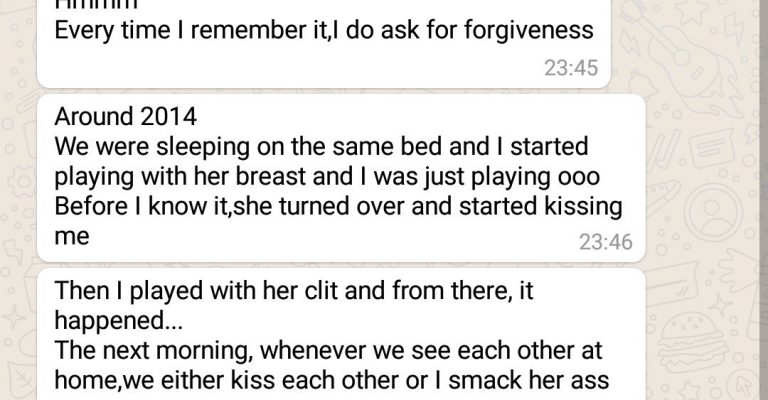 Hmmm
Every time I remember it,I do ask for forgiveness
23:45
Around 2014
We were sleeping on the same bed and I started
playing with her breast and I was just playing ooo
Before I know it,she turned over and started kissing
me
23:46
Then I played with her clit and from there, it
happened...
The next morning, whenever we see each other at
home,we either kiss each other or I smack her ass